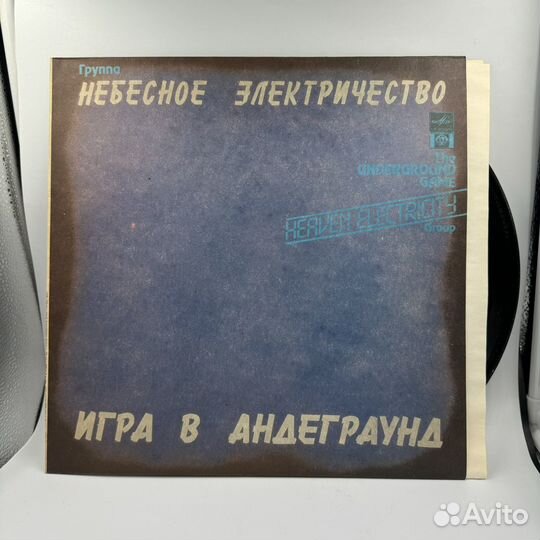 Группа
НЕБЕСНОЕ ЭЛЕКТРИЧЕСТВО
the
UNDERGROUND
GAME
HEAVEN ELECTRICITY
Group
ИГРА В АНДЕГРАУНД
Avito